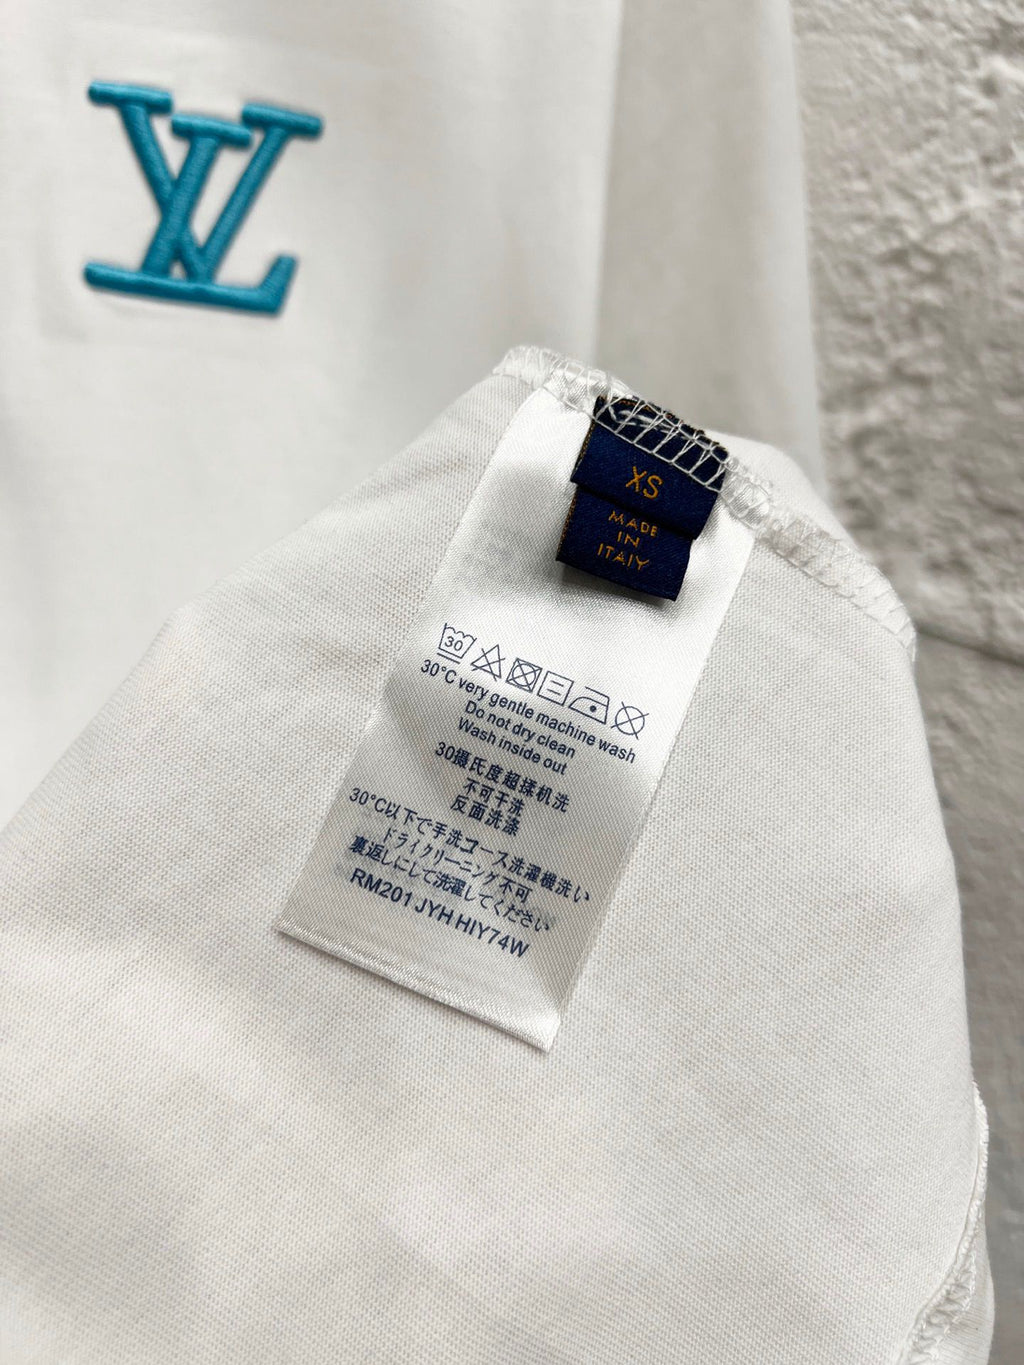 LV
XS
MADE
IN
ITAIY
30
30°C very gentle machine wash
Do not dry clean
Wash inside out
30摄氏度超揉机洗
不可干洗
反面洗涤
30°C以下で手洗コース洗濯機洗い
ドライクリーニング不可
裏返しにして洗濯してください
RM201 JYH HIY74W